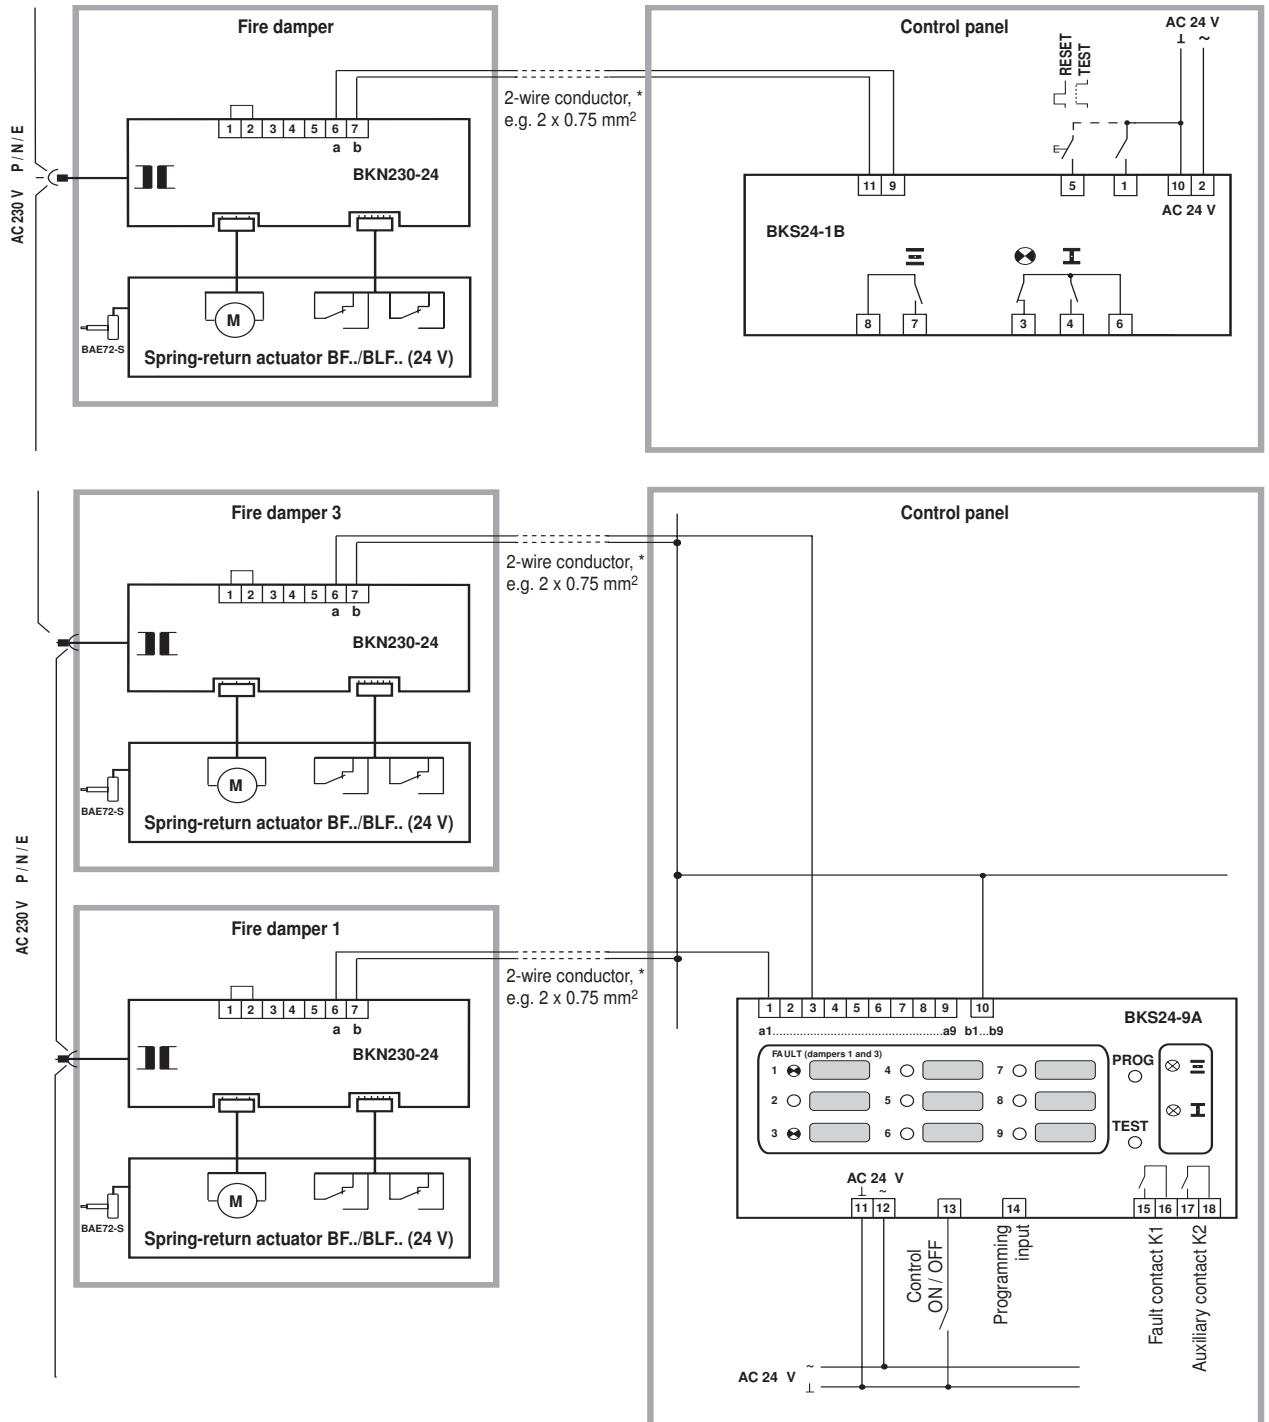 Fire damper
Control panel
AC 24 V
⊥ ~
RESET
TEST
2-wire conductor, *
e.g. 2 x 0.75 mm²
AC 230 V P / N / E
1 2 3 4 5 6 7
a b
BKN230-24
11 9 5 1 10 2
AC 24 V
BKS24-1B
8 7 3 4 6
M
BAE72-S
Spring-return actuator BF../BLF.. (24 V)
Fire damper 3
Control panel
2-wire conductor, *
e.g. 2 x 0.75 mm²
1 2 3 4 5 6 7
a b
BKN230-24
M
BAE72-S
Spring-return actuator BF../BLF.. (24 V)
AC 230 V P / N / E
Fire damper 1
2-wire conductor, *
e.g. 2 x 0.75 mm²
1 2 3 4 5 6 7
a b
BKN230-24
M
BAE72-S
Spring-return actuator BF../BLF.. (24 V)
1 2 3 4 5 6 7 8 9 10
a1..............................................a9 b1...b9
BKS24-9A
FAULT (dampers 1 and 3)
1 4 7
2 5 8
3 6 9
PROG
TEST
AC 24 V
⊥ ~
11 12 13 14 15 16 17 18
Control
ON / OFF
Programming
input
Fault contact K1
Auxiliary contact K2
AC 24 V ~
⊥